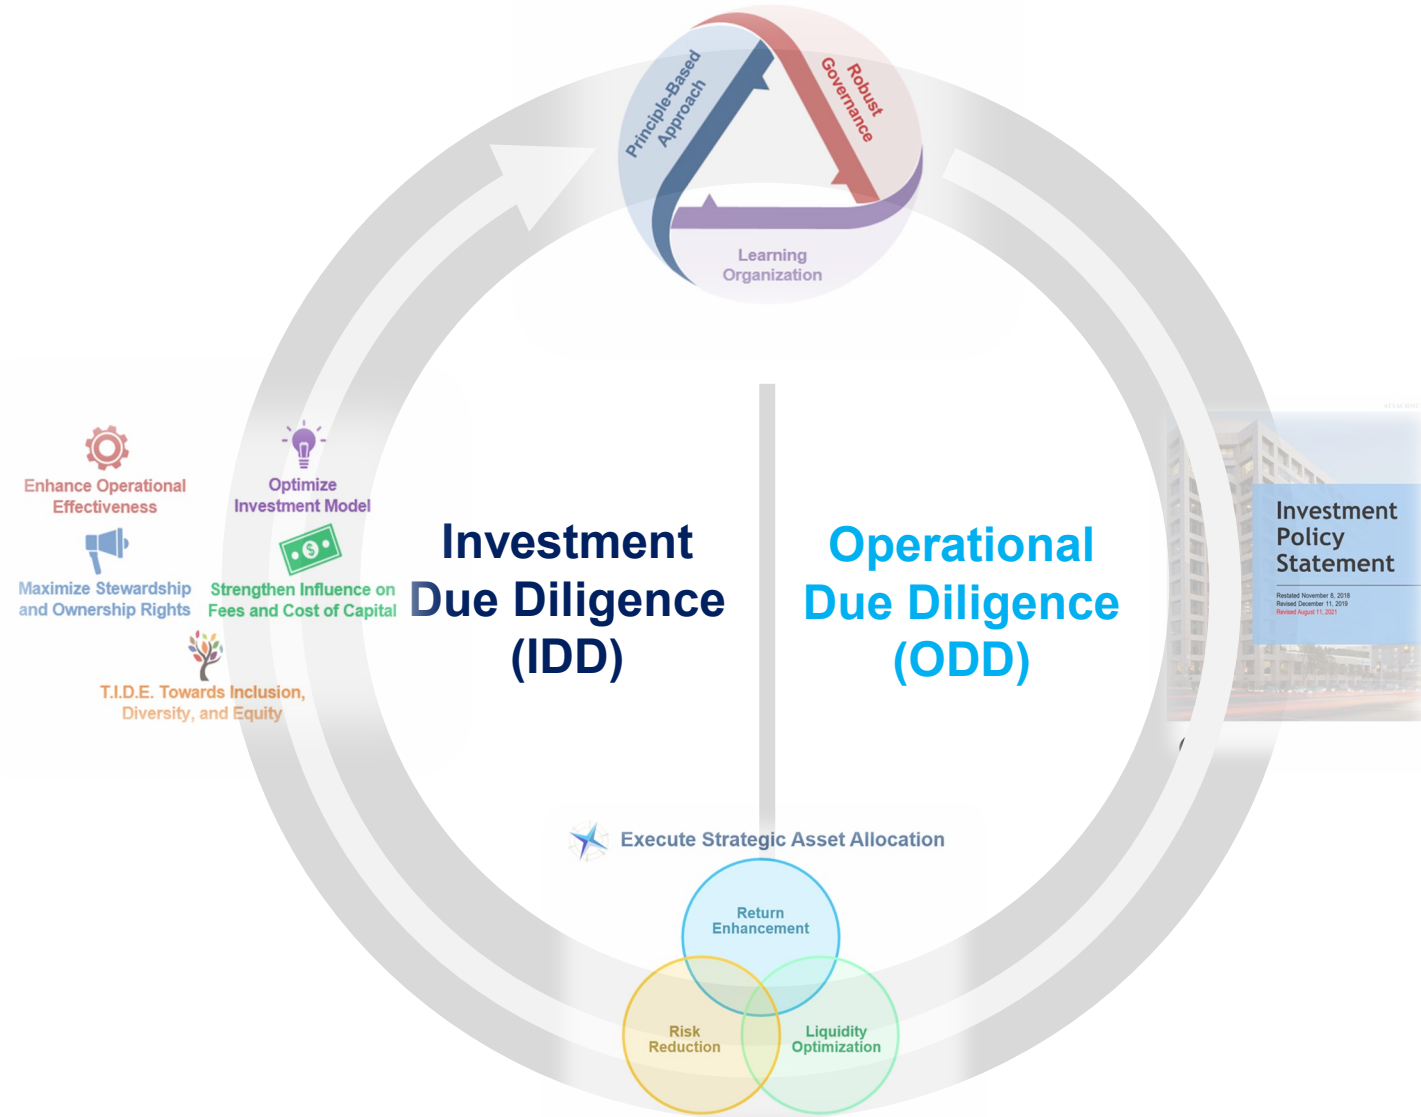 Principle-Based
Approach
Robust
Governance
Learning
Organization
Enhance Operational
Effectiveness
Optimize
Investment Model
Maximize Stewardship
and Ownership Rights
Strengthen Influence on
Fees and Cost of Capital
T.I.D.E. Towards Inclusion,
Diversity, and Equity
Investment
Due Diligence
(IDD)
Operational
Due Diligence
(ODD)
Investment
Policy
Statement
Restated November 8, 2018
Revised December 11, 2019
Revised August 11, 2021
Execute Strategic Asset Allocation
Return
Enhancement
Risk
Reduction
Liquidity
Optimization